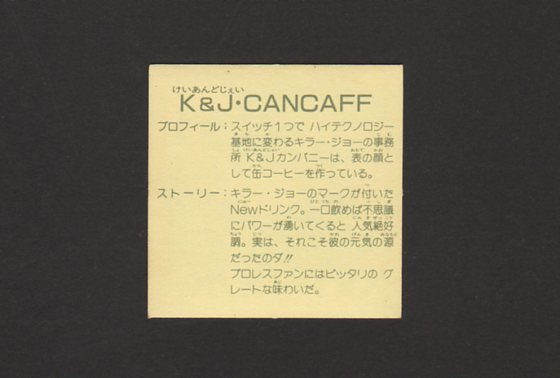 けいあんどじぇい
K&J・CANCAFF
プロフィール：スイッチ1つで ハイテクノロジー
基地に変わるキラー・ジョーの事務
所 K&Jカンパニーは、表の顔と
して缶コーヒーを作っている。
ストーリー：キラー・ジョーのマークが付いた
Newドリンク。一口飲めば不思議
にパワーが湧いてくると 人気絶好
調。実は、それこそ彼の元気の源
だったのダ!!
プロレスファンにはピッタリの グ
レートな味わいだ。